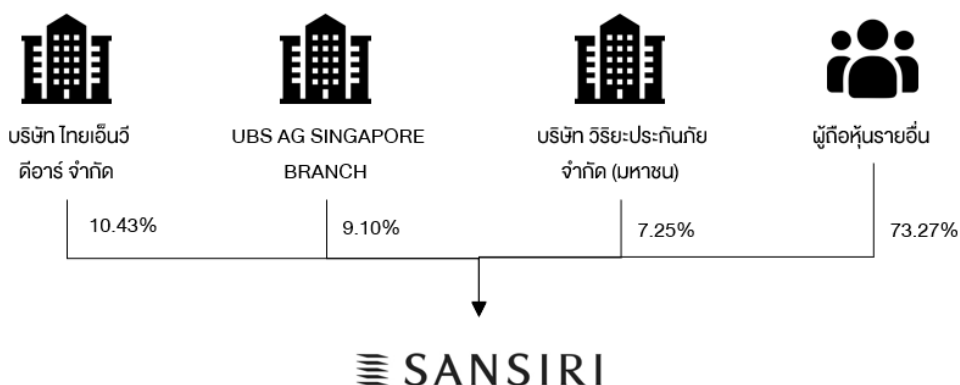 บริษัท ไทยเอ็นวี
ดีอาร์ จำกัด
UBS AG SINGAPORE
BRANCH
บริษัท วิริยะประกันภัย
จำกัด (มหาชน)
ผู้ถือหุ้นรายอื่น
10.43%
9.10%
7.25%
73.27%
SANSIRI